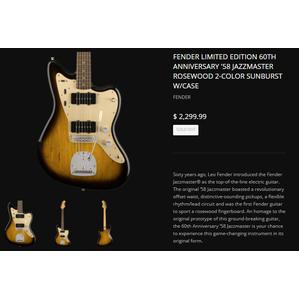 FENDER LIMITED EDITION 60TH
ANNIVERSARY '58 JAZZMASTER
ROSEWOOD 2-COLOR SUNBURST
W/CASE
FENDER
$ 2,299.99
SOLD OUT
Sixty years ago, Leo Fender introduced the Fender
Jazzmaster® as the top-of-the-line electric guitar.
The original '58 Jazzmaster boasted a revolutionary
offset waist, distinctive-sounding pickups, a flexible
rhythm/lead circuit and was the first Fender guitar
to sport a rosewood fingerboard. An homage to the
original prototype of this ground-breaking guitar,
the 60th Anniversary '58 Jazzmaster is your chance
to experience this game-changing instrument in its
original form.